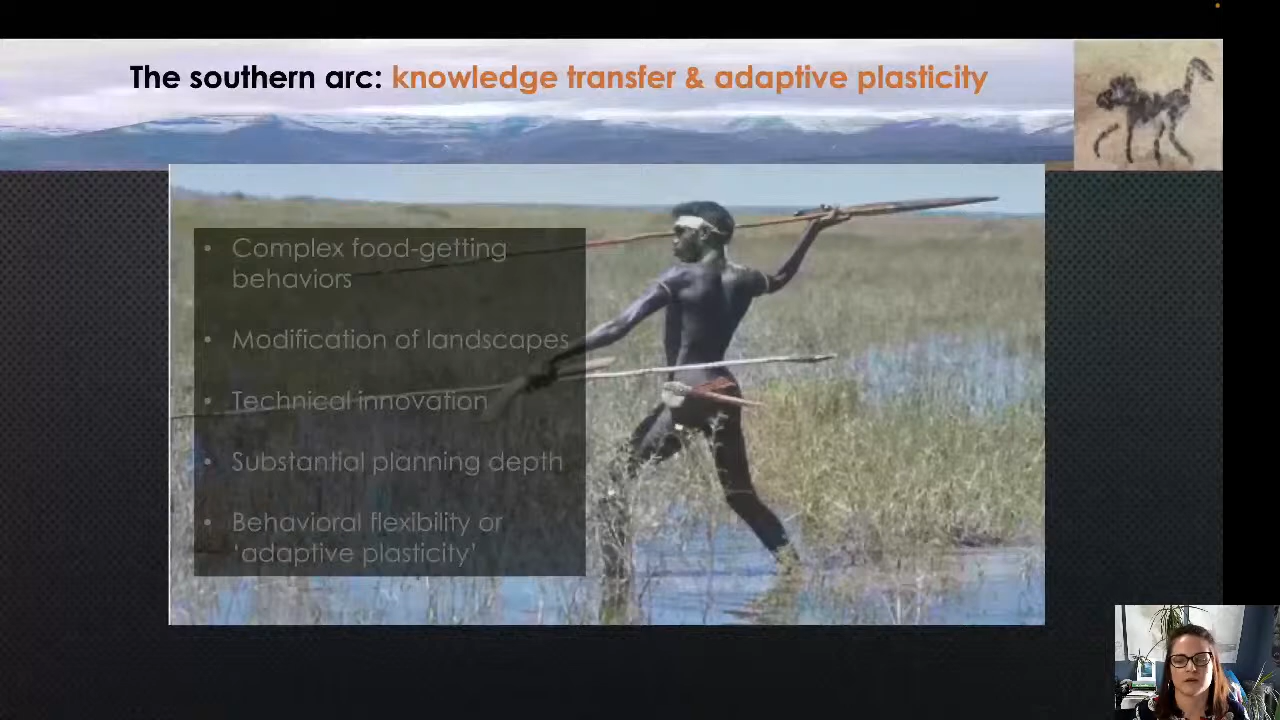 The southern arc: knowledge transfer & adaptive plasticity
• Complex food-getting
behaviors
• Modification of landscapes
• Technical innovation
• Substantial planning depth
• Behavioral flexibility or
‘adaptive plasticity’